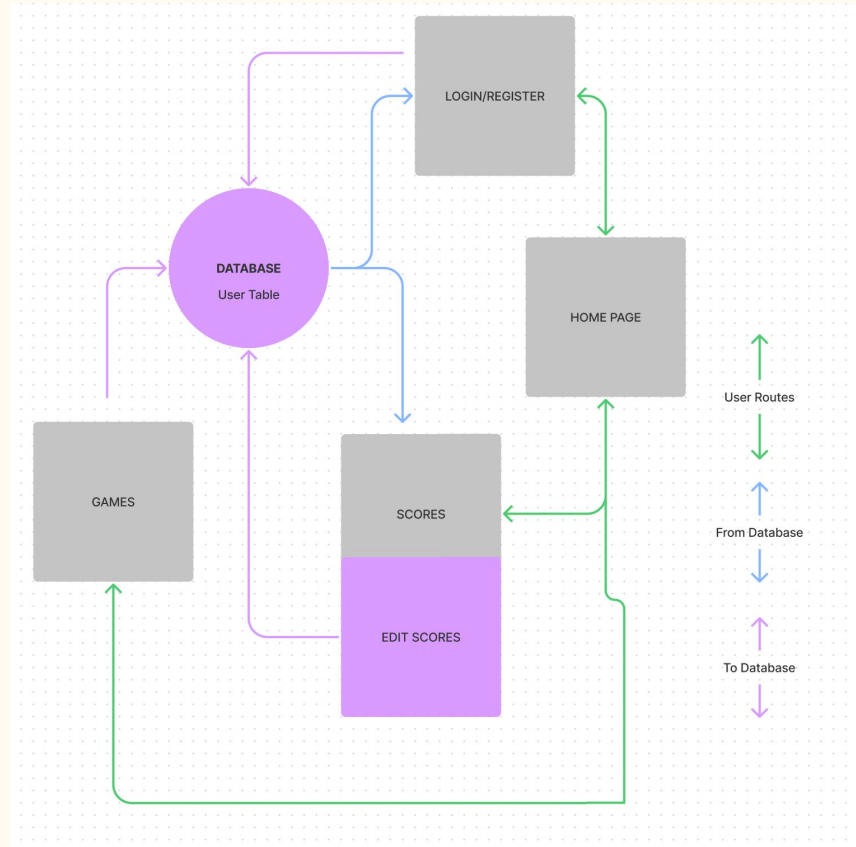 LOGIN/REGISTER
DATABASE
User Table
HOME PAGE
User Routes
GAMES
SCORES
From Database
EDIT SCORES
To Database